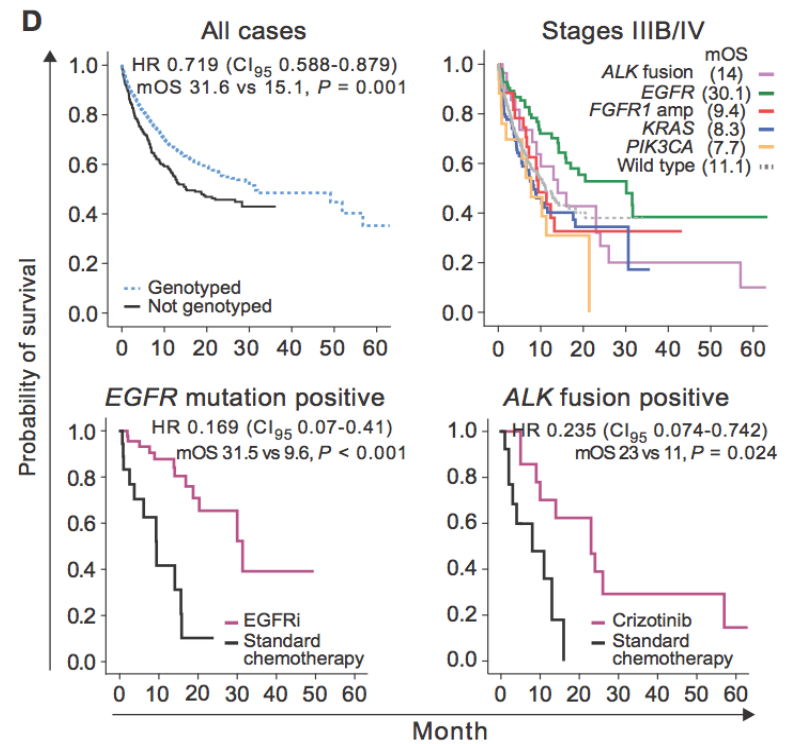 D
All cases
HR 0.719 (CI95 0.588-0.879)
mOS 31.6 vs 15.1, P = 0.001
1.0
0.8
0.6
0.4
0.2
0.0
Genotyped
Not genotyped
0 10 20 30 40 50 60
Stages IIIB/IV
mOS
ALK fusion (14)
EGFR (30.1)
FGFR1 amp (9.4)
KRAS (8.3)
PIK3CA (7.7)
Wild type (11.1)
1.0
0.8
0.6
0.4
0.2
0.0
0 10 20 30 40 50 60
Probability of survival
EGFR mutation positive
HR 0.169 (CI95 0.07-0.41)
mOS 31.5 vs 9.6, P < 0.001
1.0
0.8
0.6
0.4
0.2
0.0
EGFRi
Standard
chemotherapy
0 10 20 30 40 50 60
ALK fusion positive
HR 0.235 (CI95 0.074-0.742)
mOS 23 vs 11, P = 0.024
1.0
0.8
0.6
0.4
0.2
0.0
Crizotinib
Standard
chemotherapy
0 10 20 30 40 50 60
Month